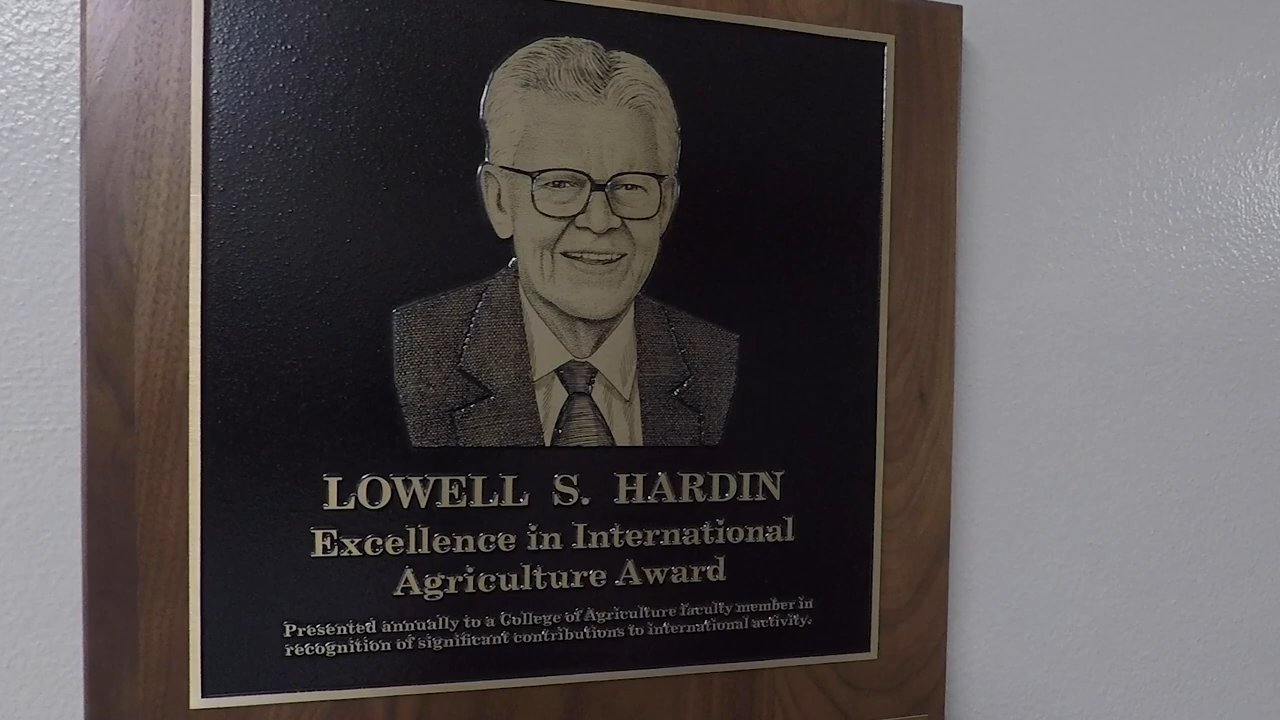 LOWELL S. HARDIN
Excellence in International
Agriculture Award
Presented annually to a College of Agriculture faculty member in
recognition of significant contributions to international activity.